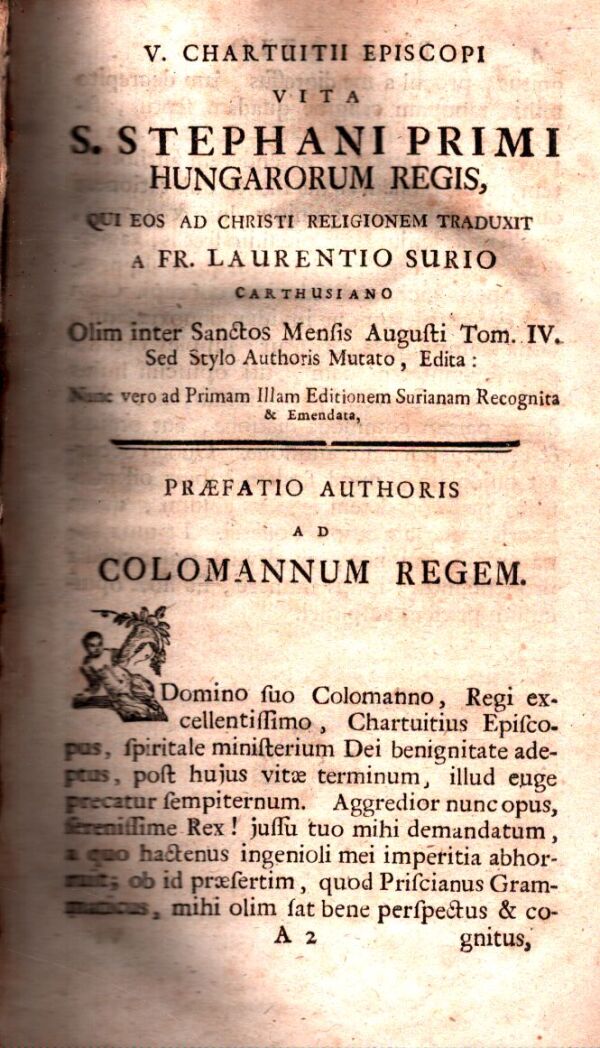 V. CHARTUITII EPISCOPI
VITA
S. STEPHANI PRIMI
HUNGARORUM REGIS,
QUI EOS AD CHRISTI RELIGIONEM TRADUXIT
A FR. LAURENTIO SURIO
CARTHUSIANO
Olim inter Sanctos Menſis Auguſti Tom. IV.
Sed Stylo Authoris Mutato, Edita:
Nunc vero ad Primam Illam Editionem Surianam Recognita
& Emendata,
PRÆFATIO AUTHORIS
AD
COLOMANNUM REGEM.
Domino ſuo Colomanno, Regi ex-
cellentiſſimo, Chartuitius Epiſco-
pus, ſpiritale miniſterium Dei benignitate ade-
ptus, poſt hujus vitæ terminum, illud euge
precatur ſempiternum. Aggredior nunc opus,
ſereniſſime Rex! juſſu tuo mihi demandatum,
a quo hactenus ingenioli mei imperitia abhor-
ruit; ob id præſertim, quod Priſcianus Gram-
maticus, mihi olim ſat bene perſpectus & co-
A 2 gnitus,